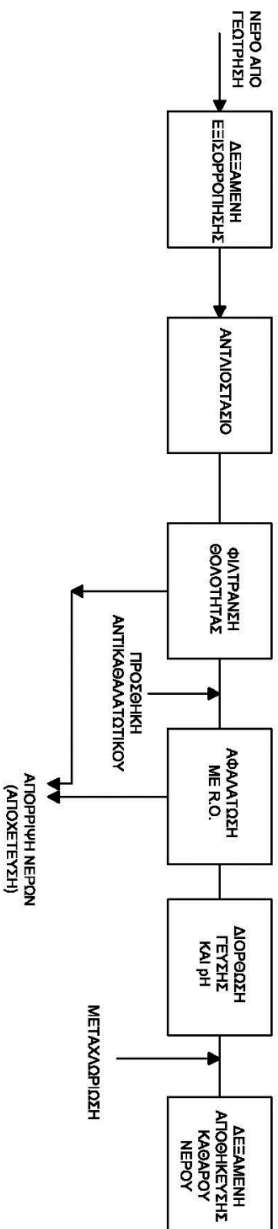 ΝΕΡΟ ΑΠΟ
ΓΕΩΤΡΗΣΗ
ΔΕΞΑΜΕΝΗ
ΕΞΙΣΟΡΡΟΠΗΣΗΣ
ΑΝΤΛΙΟΣΤΑΣΙΟ
ΦΙΛΤΡΑΝΣΗ
ΘΟΛΟΤΗΤΑΣ
ΠΡΟΣΘΗΚΗ
ΑΝΤΙΚΑΘΑΛΑΤΩΤΙΚΟΥ
ΑΦΑΛΑΤΩΣΗ
ΜΕ R.O.
ΑΠΟΡΡΙΨΗ ΝΕΡΩΝ
(ΑΠΟΧΕΤΕΥΣΗ)
ΔΙΟΡΘΩΣΗ
ΓΕΥΣΗΣ
ΚΑΙ pH
ΜΕΤΑΧΛΩΡΙΩΣΗ
ΔΕΞΑΜΕΝΗ
ΑΠΟΘΗΚΕΥΣΗΣ
ΚΑΘΑΡΟΥ
ΝΕΡΟΥ